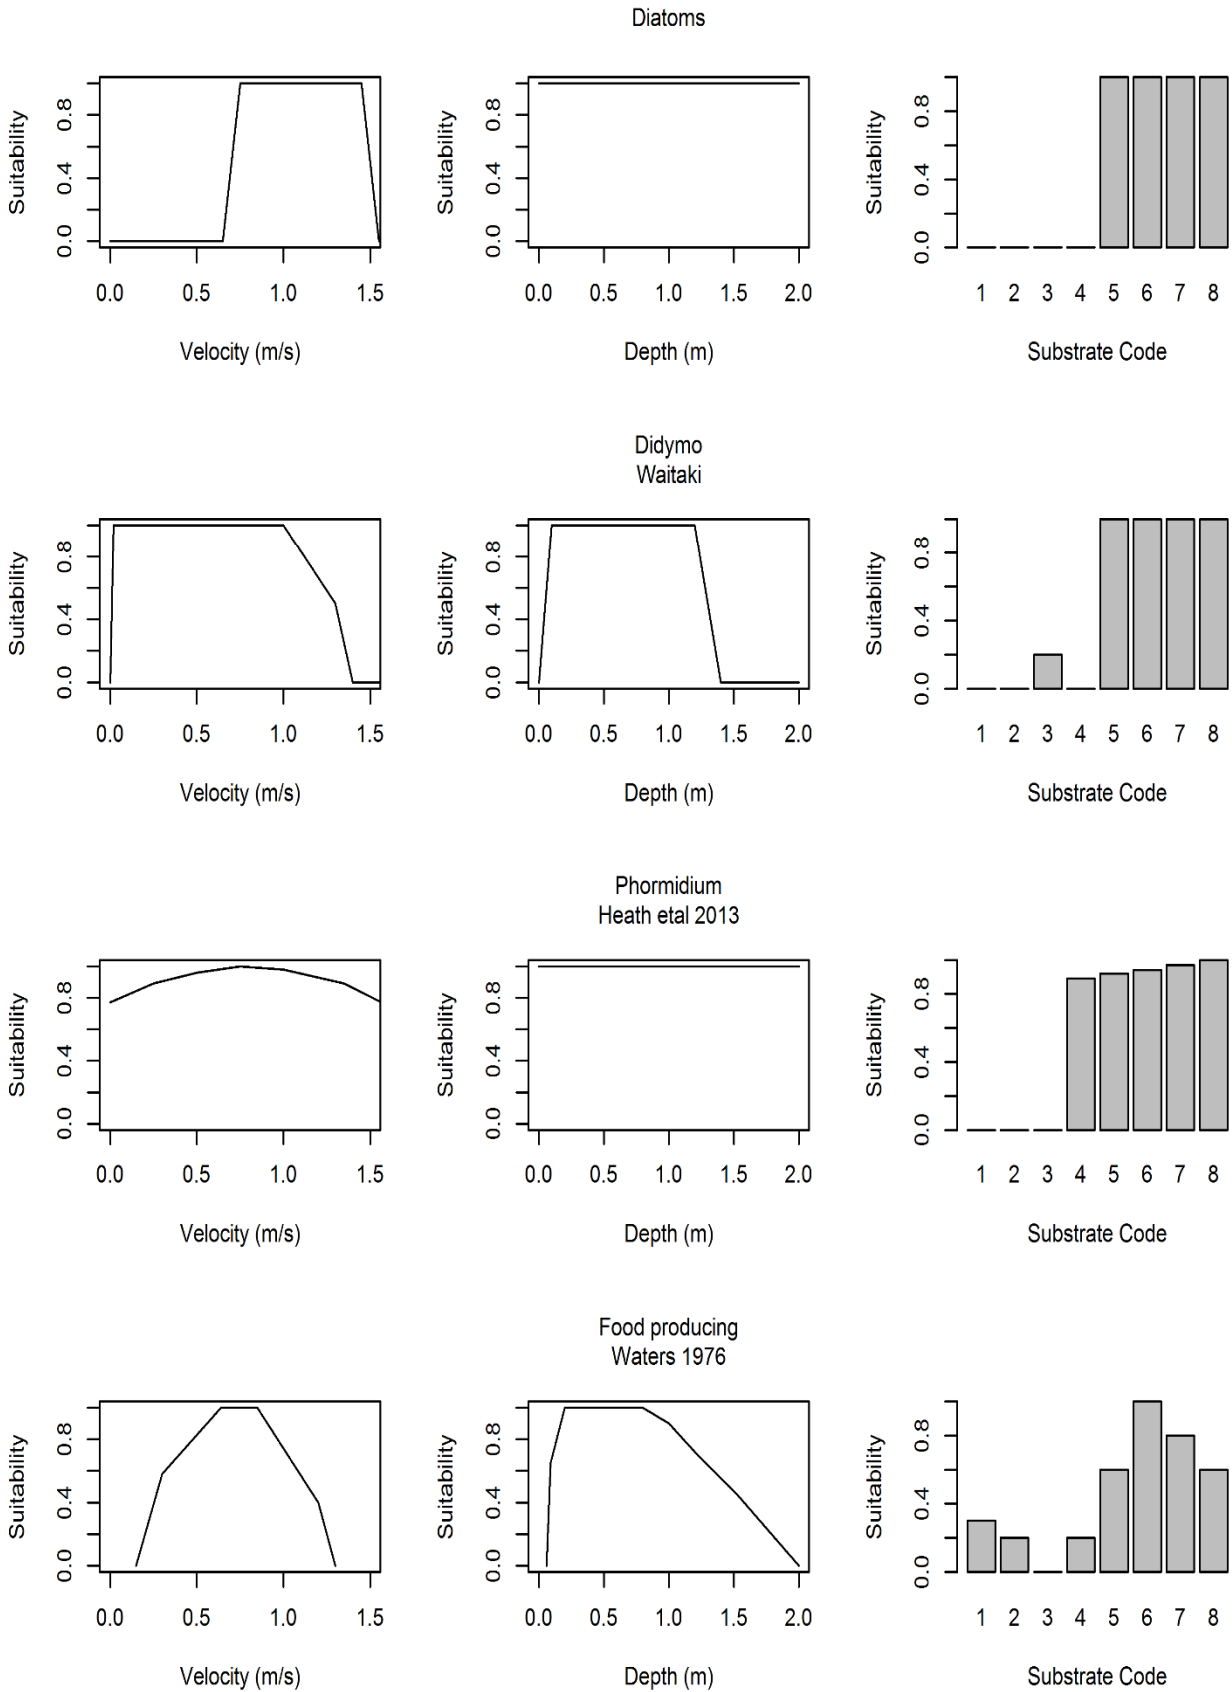 Diatoms
Suitability
0.0 0.4 0.8
0.0 0.5 1.0 1.5
Velocity (m/s)
Suitability
0.0 0.4 0.8
0.0 0.5 1.0 1.5 2.0
Depth (m)
Suitability
0.0 0.4 0.8
1 2 3 4 5 6 7 8
Substrate Code
Didymo
Waitaki
Suitability
0.0 0.4 0.8
0.0 0.5 1.0 1.5
Velocity (m/s)
Suitability
0.0 0.4 0.8
0.0 0.5 1.0 1.5 2.0
Depth (m)
Suitability
0.0 0.4 0.8
1 2 3 4 5 6 7 8
Substrate Code
Phormidium
Heath etal 2013
Suitability
0.0 0.4 0.8
0.0 0.5 1.0 1.5
Velocity (m/s)
Suitability
0.0 0.4 0.8
0.0 0.5 1.0 1.5 2.0
Depth (m)
Suitability
0.0 0.4 0.8
1 2 3 4 5 6 7 8
Substrate Code
Food producing
Waters 1976
Suitability
0.0 0.4 0.8
0.0 0.5 1.0 1.5
Velocity (m/s)
Suitability
0.0 0.4 0.8
0.0 0.5 1.0 1.5 2.0
Depth (m)
Suitability
0.0 0.4 0.8
1 2 3 4 5 6 7 8
Substrate Code